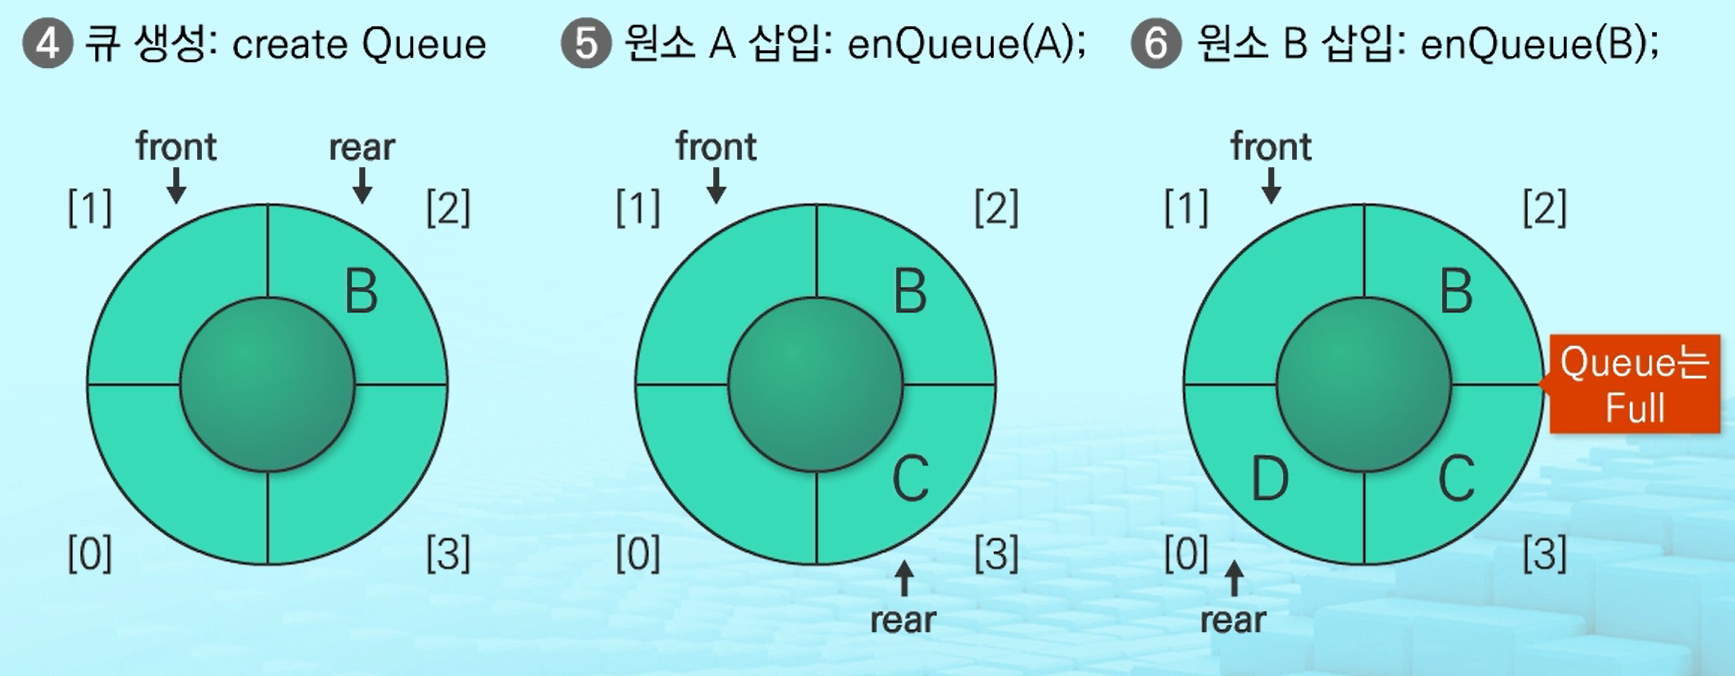 4 큐 생성: create Queue
5 원소 A 삽입: enQueue(A);
6 원소 B 삽입: enQueue(B);
front
rear
[1]
[2]
B
[0]
[3]
front
[1]
[2]
B
C
[0]
[3]
rear
front
[1]
[2]
B
Queue는
Full
D
C
[0]
[3]
rear